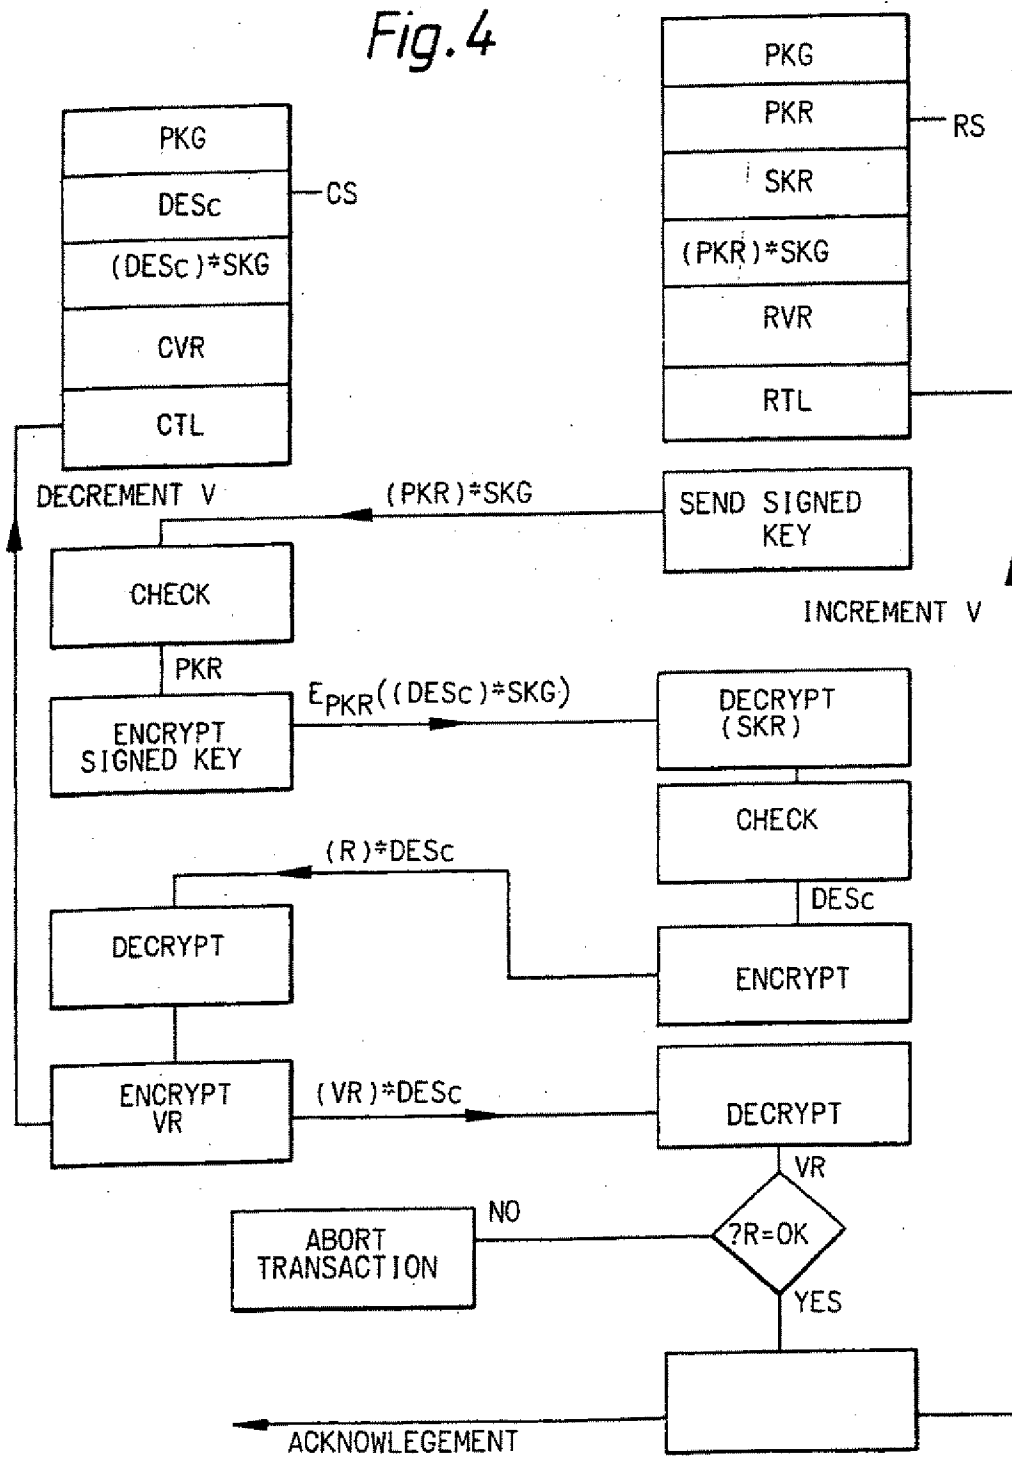 Fig.4
PKG
DESc
(DESc)*SKG
CVR
CTL
CS
PKG
PKR
SKR
(PKR)*SKG
RVR
RTL
RS
DECREMENT V
(PKR)*SKG
SEND SIGNED
KEY
CHECK
INCREMENT V
PKR
ENCRYPT
SIGNED KEY
EPKR((DESc)*SKG)
DECRYPT
(SKR)
CHECK
(R)*DESc
DESc
DECRYPT
ENCRYPT
ENCRYPT
VR
(VR)*DESc
DECRYPT
VR
NO
ABORT
TRANSACTION
?R=OK
YES
ACKNOWLEGEMENT